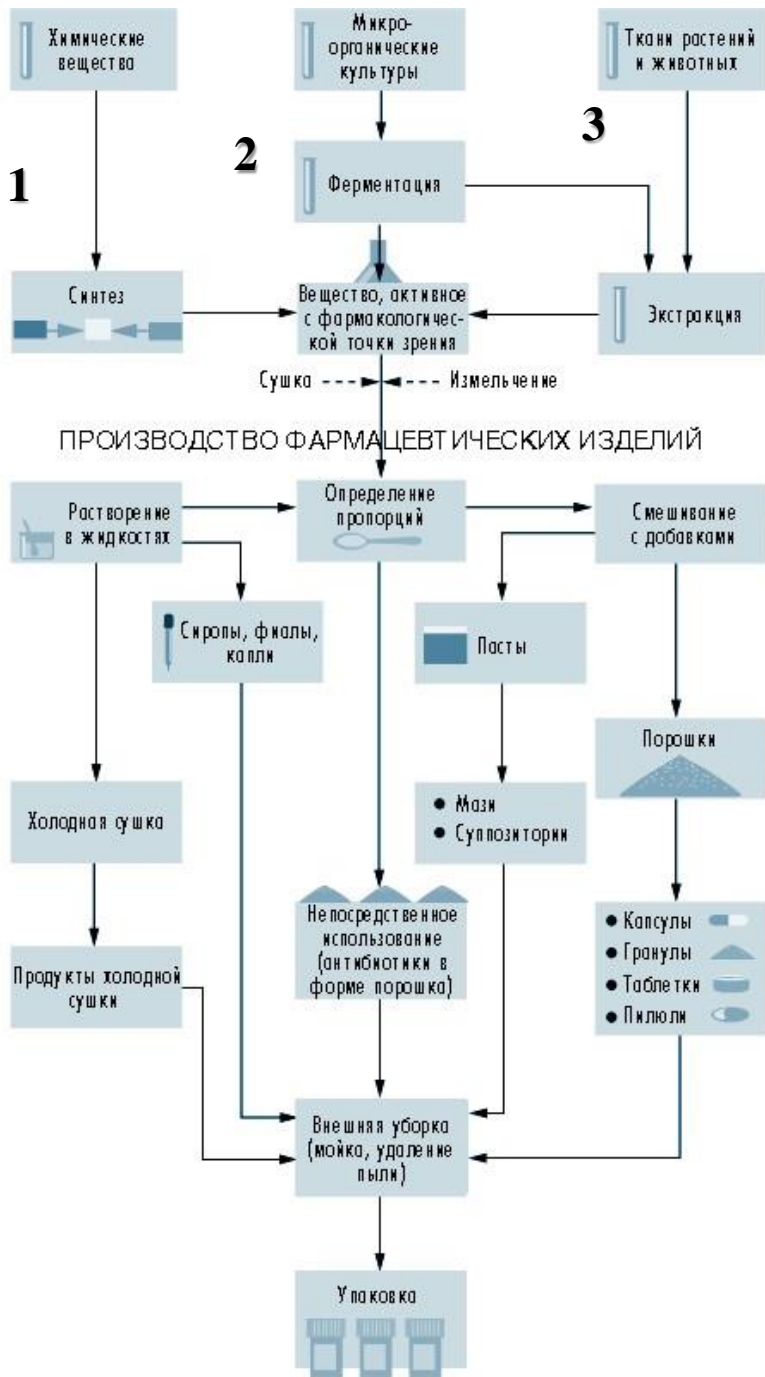 Химические
вещества
Микро-
органические
культуры
Ткани растений
и животных
1
2
3
Ферментация
Синтез
Вещество, активное
с фармакологичес-
кой точки зрения
Экстракция
Сушка
Измельчение
ПРОИЗВОДСТВО ФАРМАЦЕВТИЧЕСКИХ ИЗДЕЛИЙ
Растворение
в жидкостях
Определение
пропорций
Смешивание
с добавками
Сиропы, фиалы,
капли
Пасты
Порошки
Холодная сушка
• Мази
• Суппозитории
Непосредственное
использование
(антибиотики в
форме порошка)
• Капсулы
• Гранулы
• Таблетки
• Пилюли
Продукты холодной
сушки
Внешняя уборка
(мойка, удаление
пыли)
Упаковка